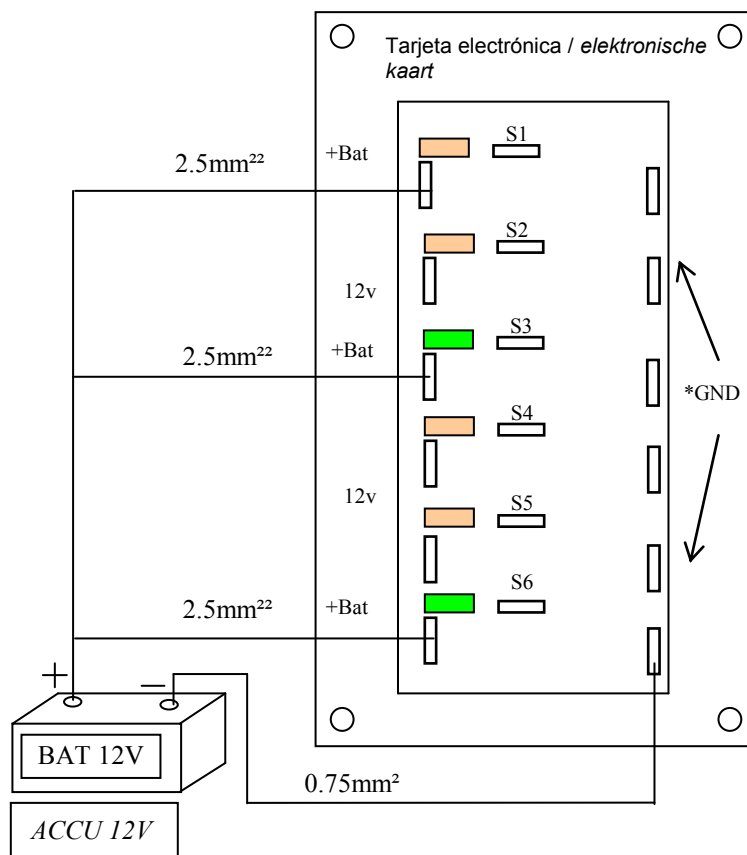 Tarjeta electrónica / elektronische
kaart
S1
+Bat
2.5mm²²
S2
12v
S3
2.5mm²²
+Bat
*GND
S4
12v
S5
S6
2.5mm²²
+Bat
+
−
BAT 12V
0.75mm²
ACCU 12V